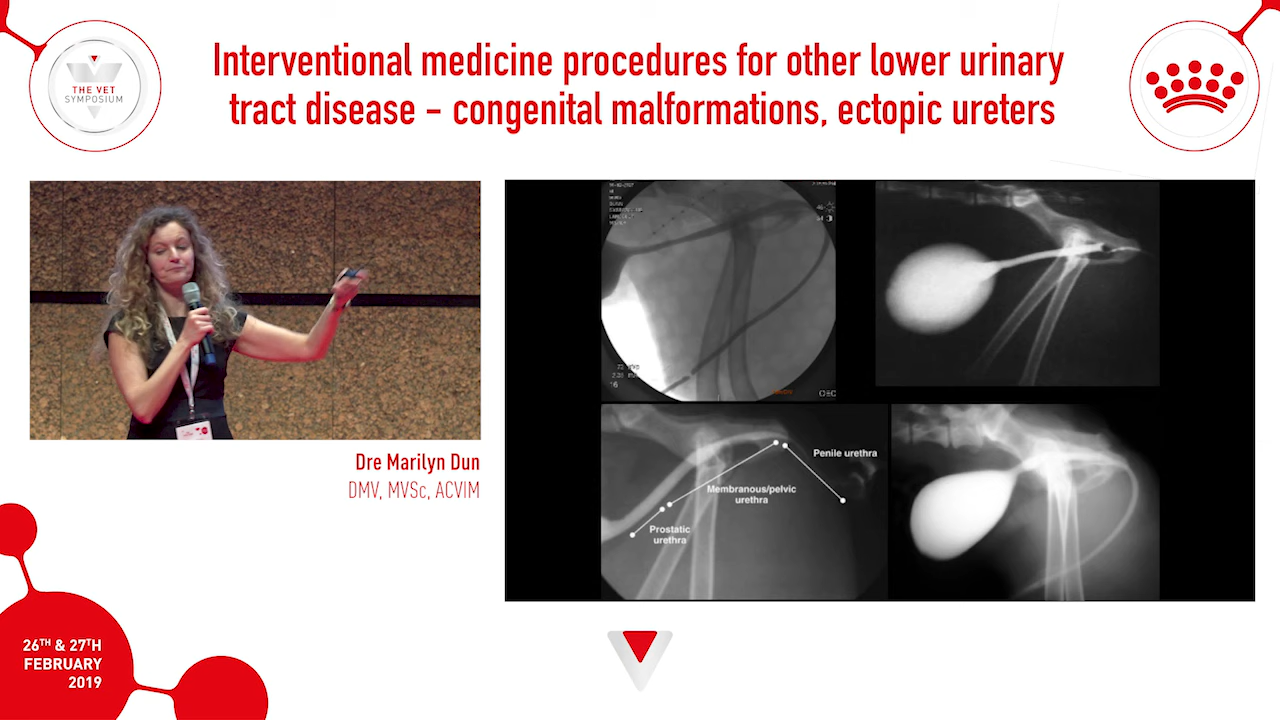 Interventional medicine procedures for other lower urinary
tract disease – congenital malformations, ectopic ureters
THE VET
SYMPOSIUM
Dre Marilyn Dun
DMV, MVSc, ACVIM
Penile urethra
Membranous/pelvic
urethra
Prostatic
urethra
26TH & 27TH
FEBRUARY
2019